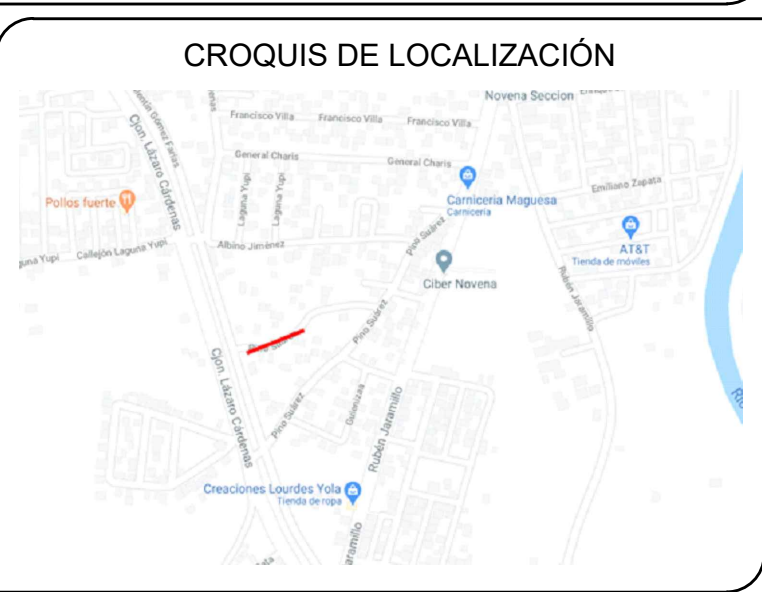 CROQUIS DE LOCALIZACIÓN
Novena Seccion
Gómez Farías
Francisco Villa
Francisco Villa
Francisco Villa
Cjon. Lázaro Cárdenas
General Charis
General Charis
Laguna Yupi
Laguna Yupi
Emiliano Zapata
Pollos fuerte
Carniceria Maguesa
Carnicería
Pino Suárez
AT&T
Tienda de móviles
Callejón Laguna Yupi
Albino Jiménez
Ciber Novena
Rubén Jaramillo
Pino Suárez
Cjon. Lázaro Cárdenas
Pino Suárez
Rubén Jaramillo
Creaciones Lourdes Yola
Tienda de ropa